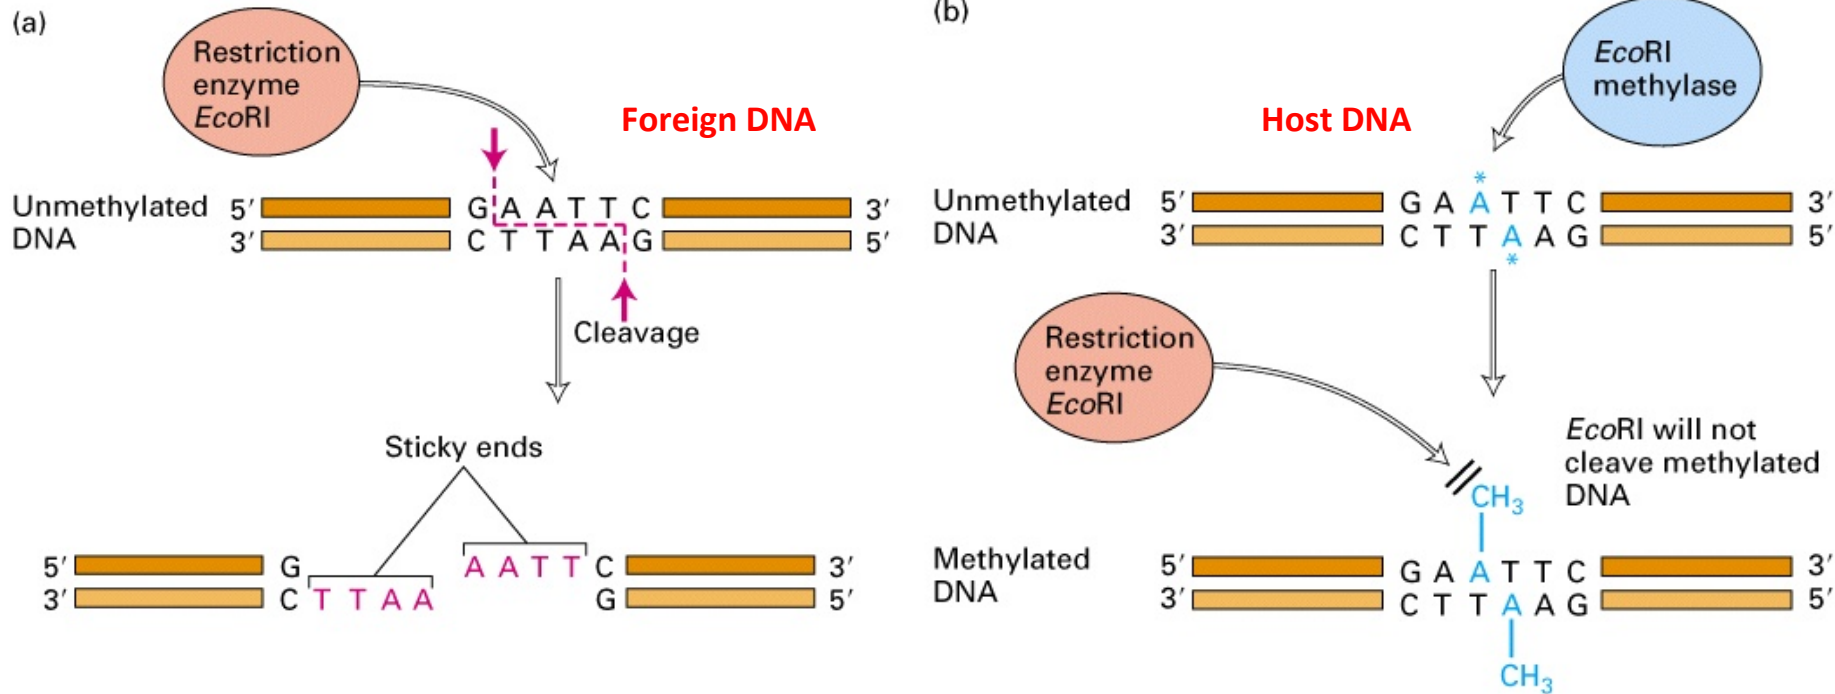 (a)
Restriction
enzyme
EcoRI
Foreign DNA
Unmethylated
DNA
5′ G A A T T C 3′
3′ C T T A A G 5′
Cleavage
Sticky ends
5′ G A A T T C 3′
3′ C T T A A G 5′
(b)
EcoRI
methylase
Host DNA
*
Unmethylated
DNA
5′ G A A T T C 3′
3′ C T T A A G 5′
*
Restriction
enzyme
EcoRI
EcoRI will not
cleave methylated
DNA
CH₃
Methylated
DNA
5′ G A A T T C 3′
3′ C T T A A G 5′
CH₃